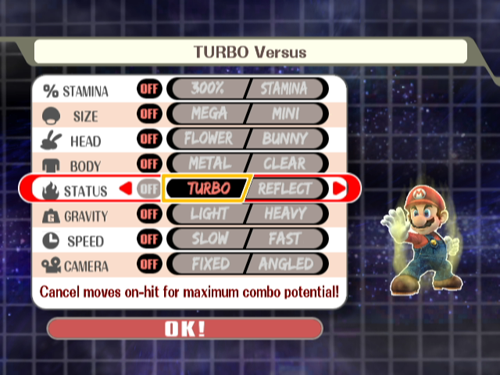 TURBO Versus
% STAMINA OFF 300% / STAMINA
SIZE OFF MEGA / MINI
HEAD OFF FLOWER / BUNNY
BODY OFF METAL / CLEAR
STATUS OFF TURBO / REFLECT
GRAVITY OFF LIGHT / HEAVY
SPEED OFF SLOW / FAST
CAMERA OFF FIXED / ANGLED
Cancel moves on-hit for maximum combo potential!
OK!